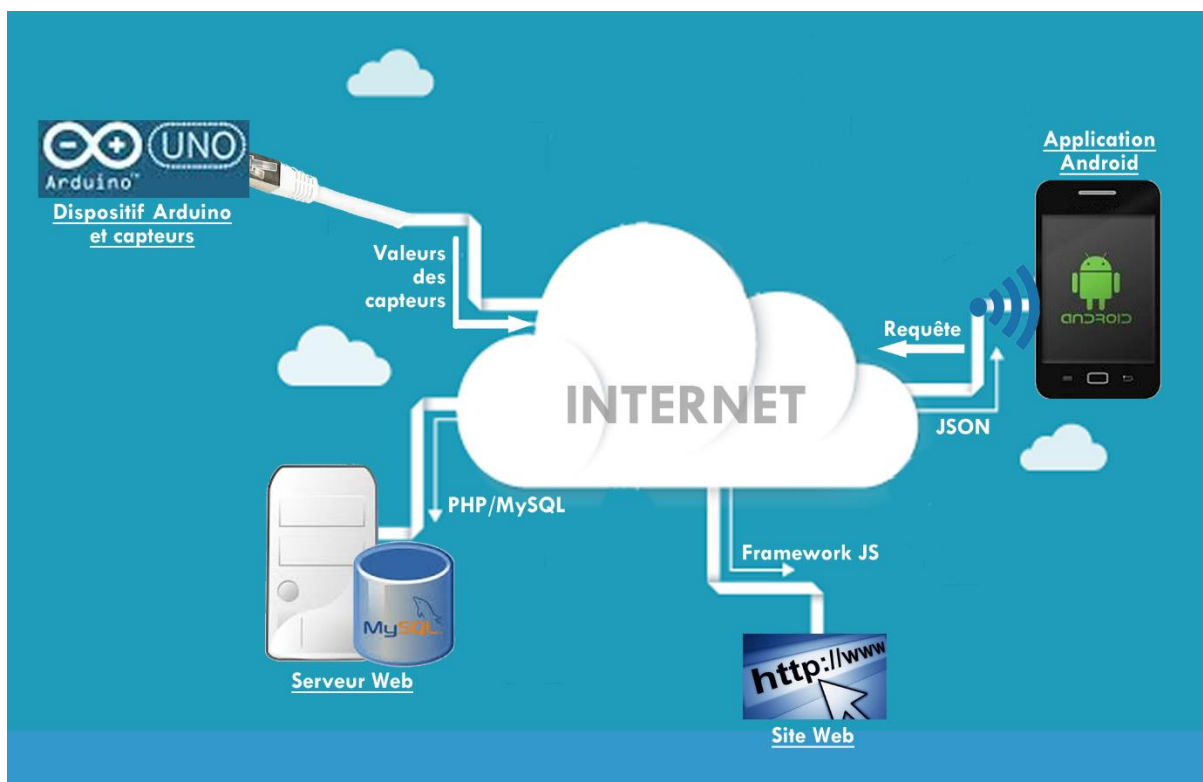 UNO
Arduino™
Dispositif Arduino
et capteurs
Valeurs
des
capteurs
Application
Android
ANDROID
Requête
JSON
INTERNET
PHP/MySQL
MySQL
Serveur Web
Framework JS
http://www
Site Web